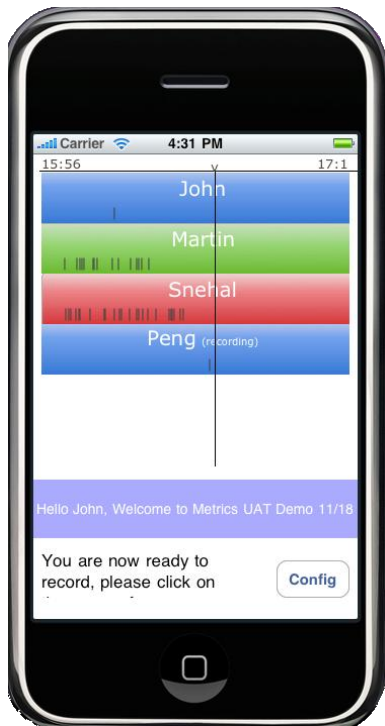 Carrier 4:31 PM
15:56 v 17:1
John
Martin
Snehal
Peng (recording)
Hello John, Welcome to Metrics UAT Demo 11/18
You are now ready to
record, please click on
Config